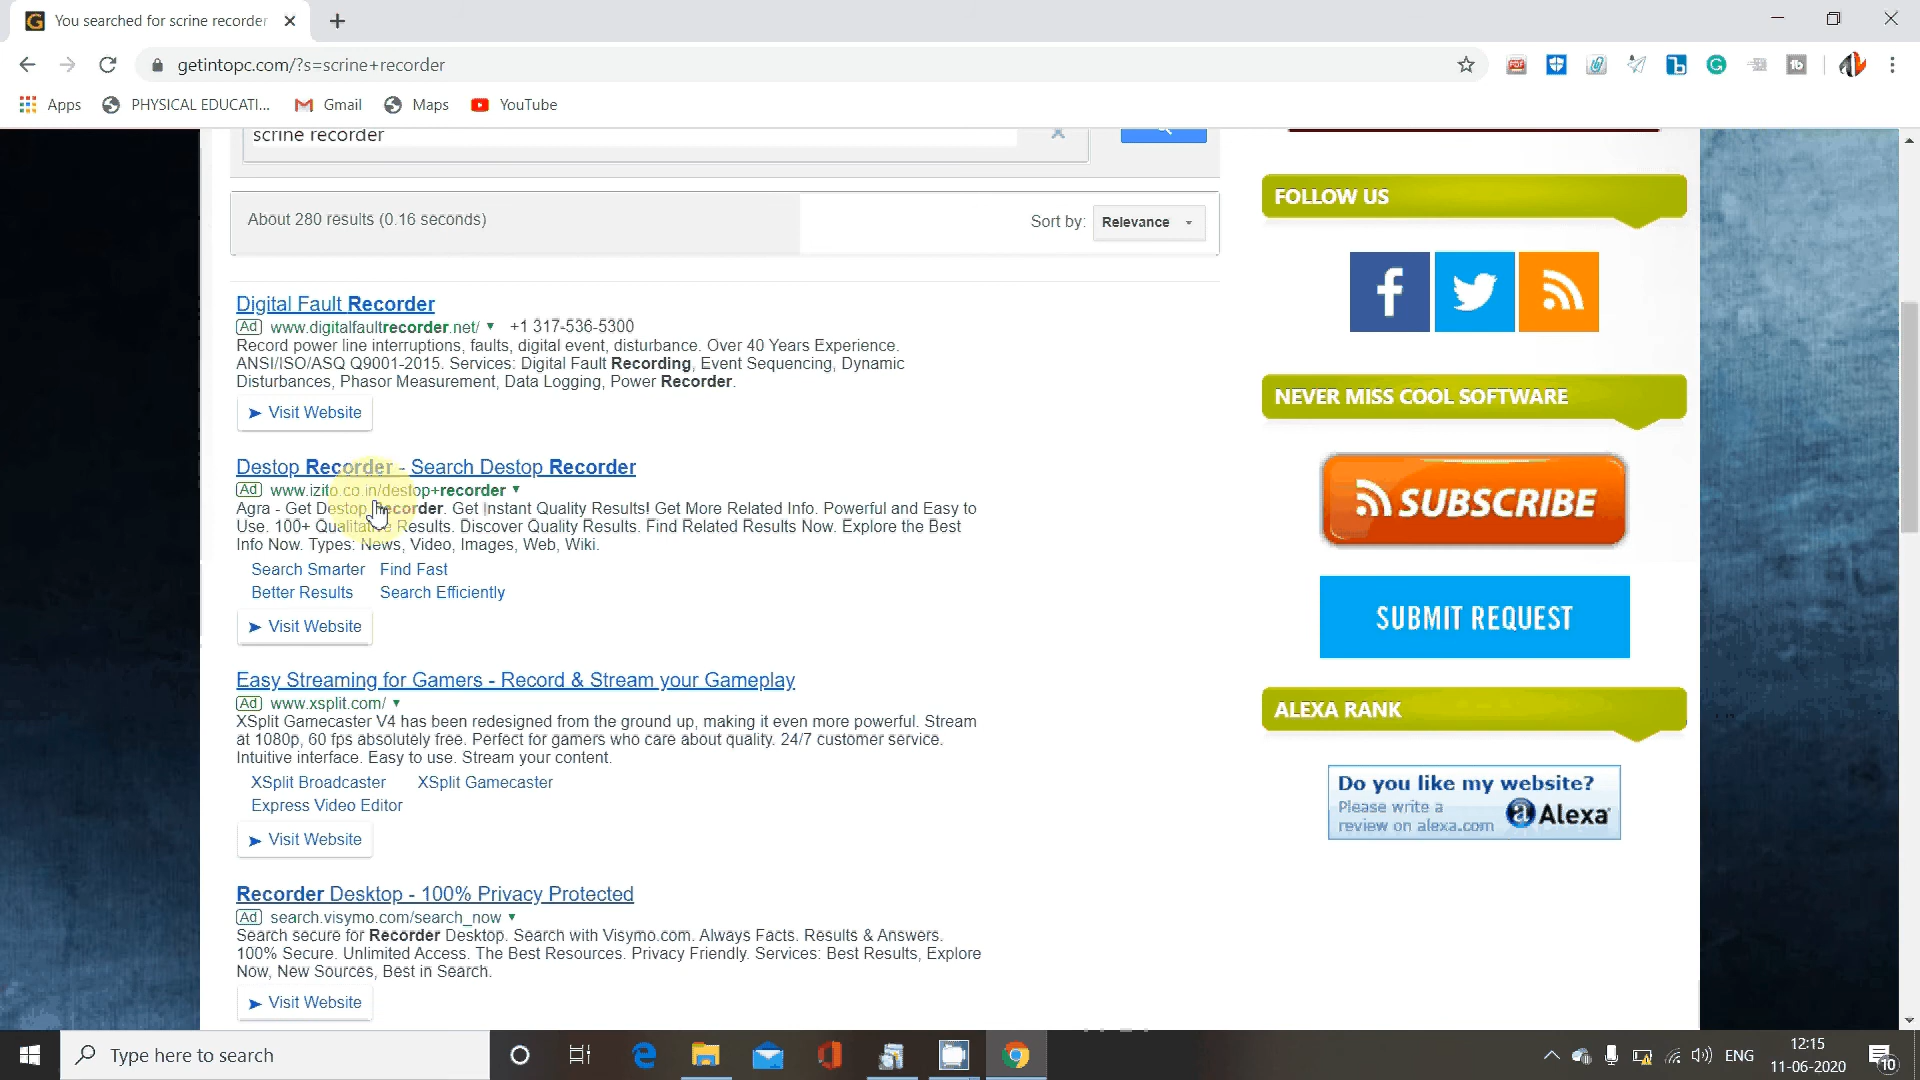 You searched for scrine recorder
getintopc.com/?s=scrine+recorder
Apps
PHYSICAL EDUCATI...
Gmail
Maps
YouTube
scrine recorder
About 280 results (0.16 seconds)
Sort by:
Relevance
Digital Fault Recorder
Ad www.digitalfaultrecorder.net/ +1 317-536-5300
Record power line interruptions, faults, digital event, disturbance. Over 40 Years Experience.
ANSI/ISO/ASQ Q9001-2015. Services: Digital Fault Recording, Event Sequencing, Dynamic
Disturbances, Phasor Measurement, Data Logging, Power Recorder.
Visit Website
Destop Recorder - Search Destop Recorder
Ad www.izito.co.in/destop+recorder
Agra - Get Destop Recorder. Get Instant Quality Results! Get More Related Info. Powerful and Easy to
Use. 100+ Qualitative Results. Discover Quality Results. Find Related Results Now. Explore the Best
Info Now. Types: News, Video, Images, Web, Wiki.
Search Smarter Find Fast
Better Results Search Efficiently
Visit Website
Easy Streaming for Gamers - Record & Stream your Gameplay
Ad www.xsplit.com/
XSplit Gamecaster V4 has been redesigned from the ground up, making it even more powerful. Stream
at 1080p, 60 fps absolutely free. Perfect for gamers who care about quality. 24/7 customer service.
Intuitive interface. Easy to use. Stream your content.
XSplit Broadcaster XSplit Gamecaster
Express Video Editor
Visit Website
Recorder Desktop - 100% Privacy Protected
Ad search.visymo.com/search_now
Search secure for Recorder Desktop. Search with Visymo.com. Always Facts. Results & Answers.
100% Secure. Unlimited Access. The Best Resources. Privacy Friendly. Services: Best Results, Explore
Now, New Sources, Best in Search.
Visit Website
FOLLOW US
NEVER MISS COOL SOFTWARE
SUBSCRIBE
SUBMIT REQUEST
ALEXA RANK
Do you like my website?
Please write a
review on alexa.com
Alexa
Type here to search
ENG
12:15
11-06-2020
10